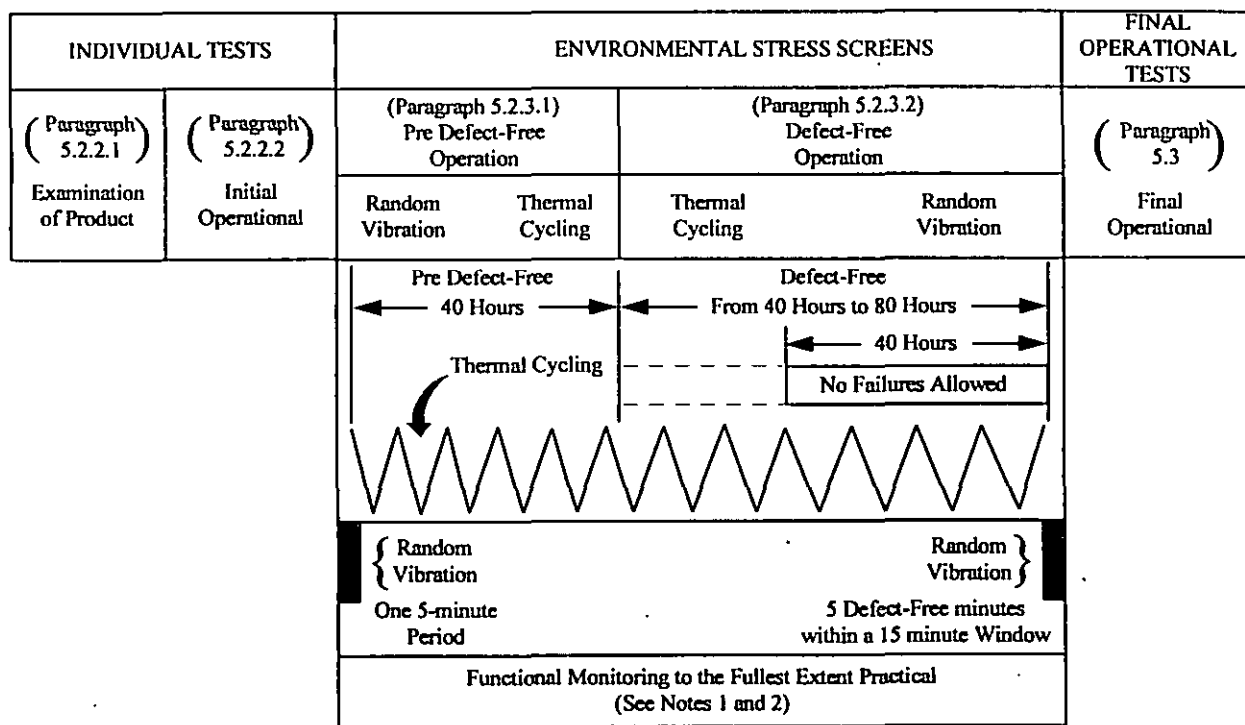 INDIVIDUAL TESTS
ENVIRONMENTAL STRESS SCREENS
FINAL
OPERATIONAL
TESTS
(Paragraph
5.2.2.1)
Examination
of Product
(Paragraph
5.2.2.2)
Initial
Operational
(Paragraph 5.2.3.1)
Pre Defect-Free
Operation
(Paragraph 5.2.3.2)
Defect-Free
Operation
(Paragraph
5.3)
Final
Operational
Random
Vibration
Thermal
Cycling
Thermal
Cycling
Random
Vibration
Pre Defect-Free
40 Hours
Defect-Free
From 40 Hours to 80 Hours
40 Hours
No Failures Allowed
Thermal Cycling
{ Random
Vibration
One 5-minute
Period
Random
Vibration }
5 Defect-Free minutes
within a 15 minute Window
Functional Monitoring to the Fullest Extent Practical
(See Notes 1 and 2)